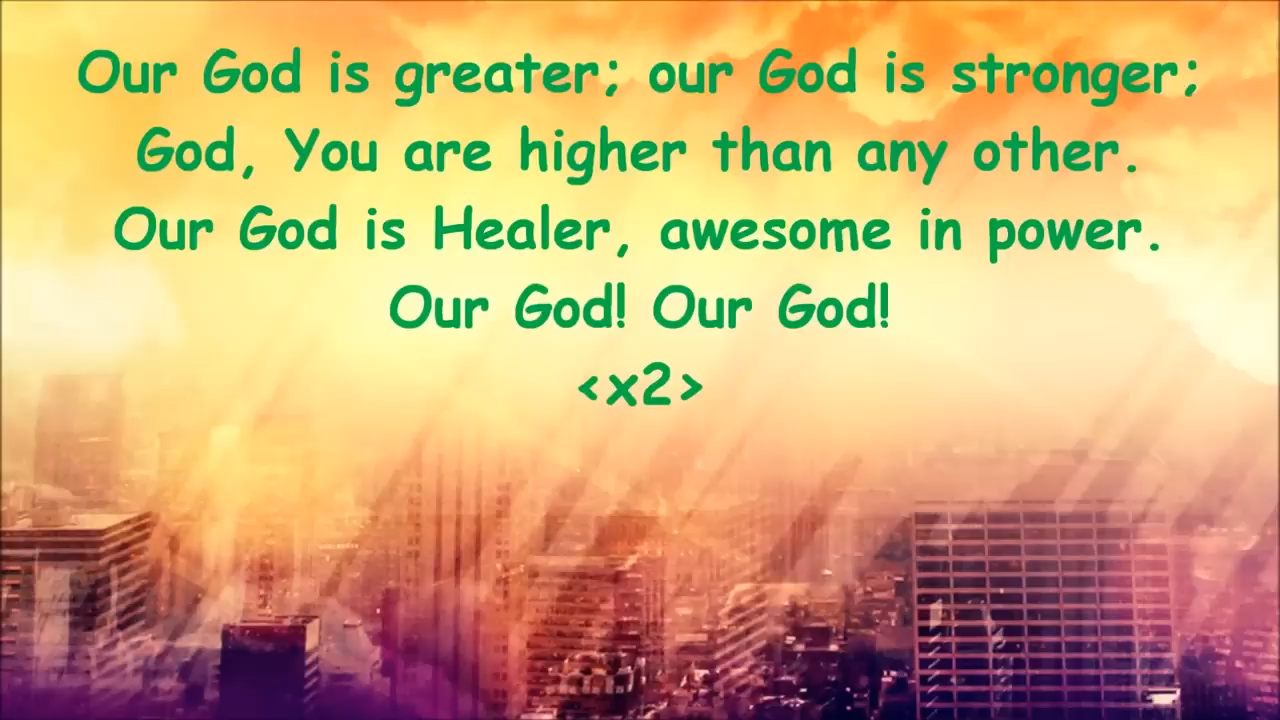 Our God is greater; our God is stronger;
God, You are higher than any other.
Our God is Healer, awesome in power.
Our God! Our God!
<x2>